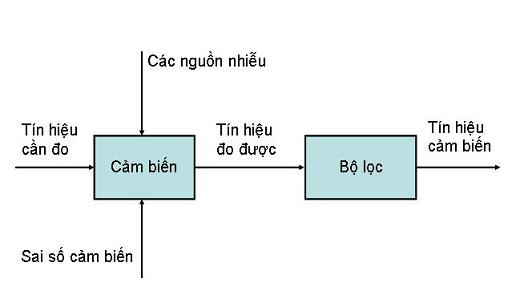 Các nguồn nhiễu
Tín hiệu
cần đo
Cảm biến
Tín hiệu
đo được
Bộ lọc
Tín hiệu
cảm biến
Sai số cảm biến